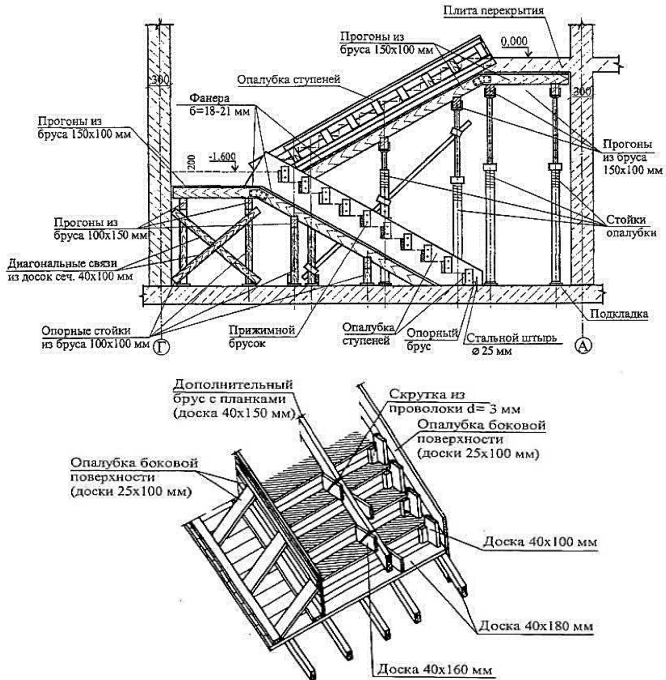 Плита перекрытия
Прогоны из
бруса 150х100 мм
0,000
Опалубка ступеней
300
Фанера
б=18-21 мм
300
Прогоны из
бруса 150х100 мм
200
-1.600
Прогоны
из бруса
150х100 мм
Прогоны из
бруса 100х150 мм
Стойки
опалубки
Диагональные связи
из досок сеч. 40х100 мм
Опорные стойки
из бруса 100х100 мм
Г
Прижимной
брусок
Опалубка
ступеней
Опорный
брус
Стальной штырь
ø 25 мм
Подкладка
А
Дополнительный
брус с планками
(доска 40х150 мм)
Скрутка из
проволоки d= 3 мм
Опалубка боковой
поверхности
(доски 25х100 мм)
Опалубка боковой
поверхности
(доски 25х100 мм)
Доска 40х100 мм
Доска 40х180 мм
Доска 40х160 мм